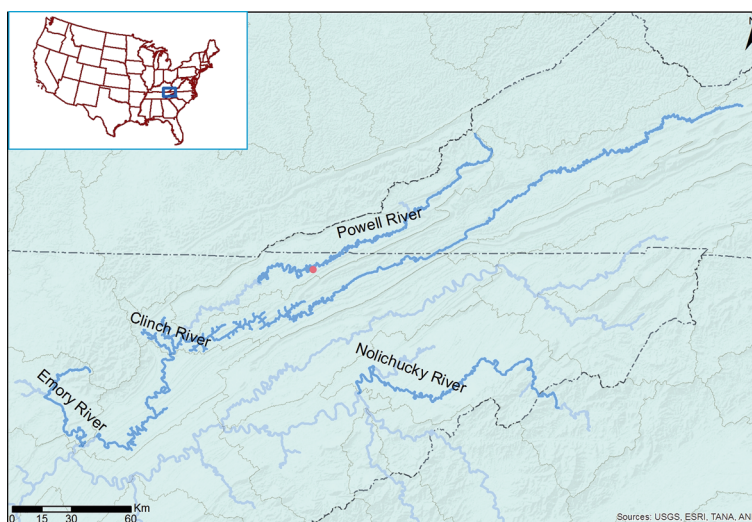 N
Powell River
Clinch River
Nolichucky River
Emory River
Km
0 15 30 60
Sources: USGS, ESRI, TANA, AN